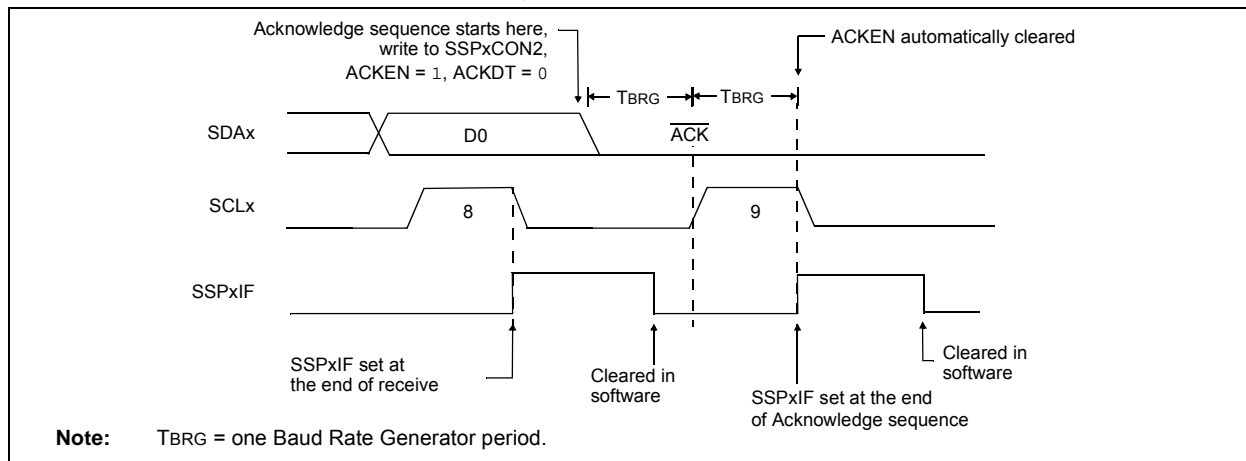 Acknowledge sequence starts here,
write to SSPxCON2,
ACKEN = 1, ACKDT = 0
ACKEN automatically cleared
TBRG
TBRG
SDAx
D0
ACK
SCLx
8
9
SSPxIF
SSPxIF set at
the end of receive
Cleared in
software
SSPxIF set at the end
of Acknowledge sequence
Cleared in
software
Note: TBRG = one Baud Rate Generator period.